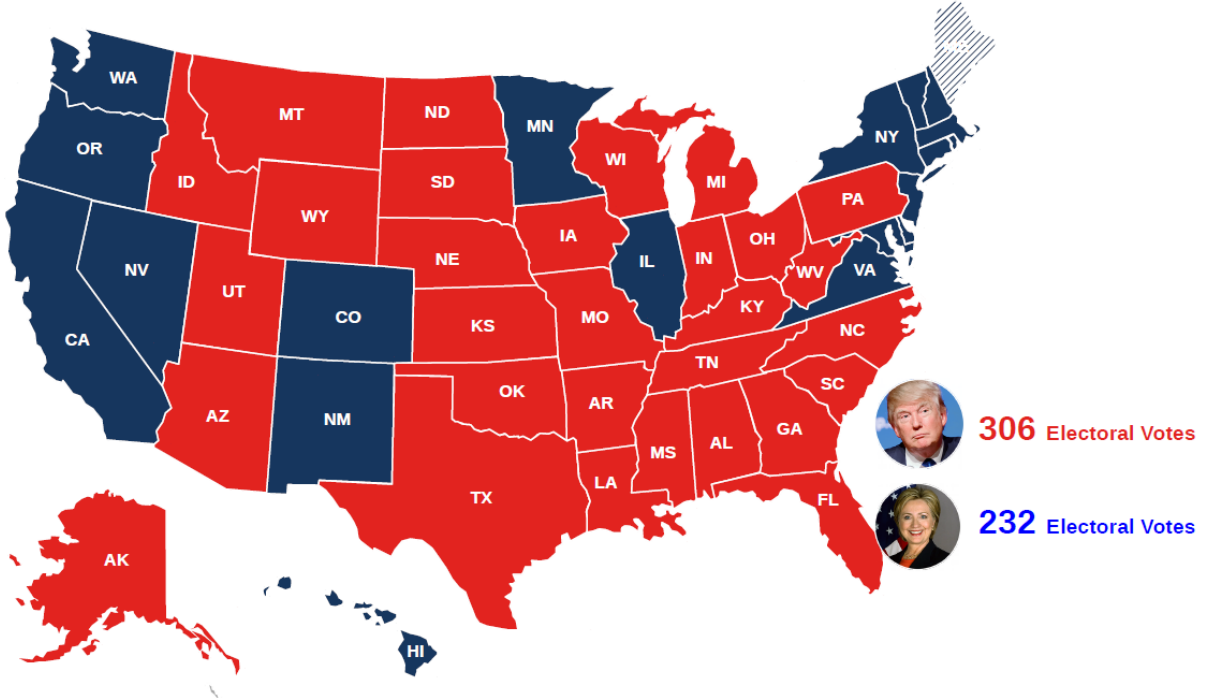 WA
MT
ND
MN
OR
ID
SD
WI
MI
NY
WY
PA
IA
NE
OH
NV
UT
IL
IN
WV
VA
CO
KS
MO
KY
CA
NC
TN
OK
AR
SC
AZ
NM
MS
AL
GA
TX
LA
FL
306 Electoral Votes
232 Electoral Votes
AK
HI